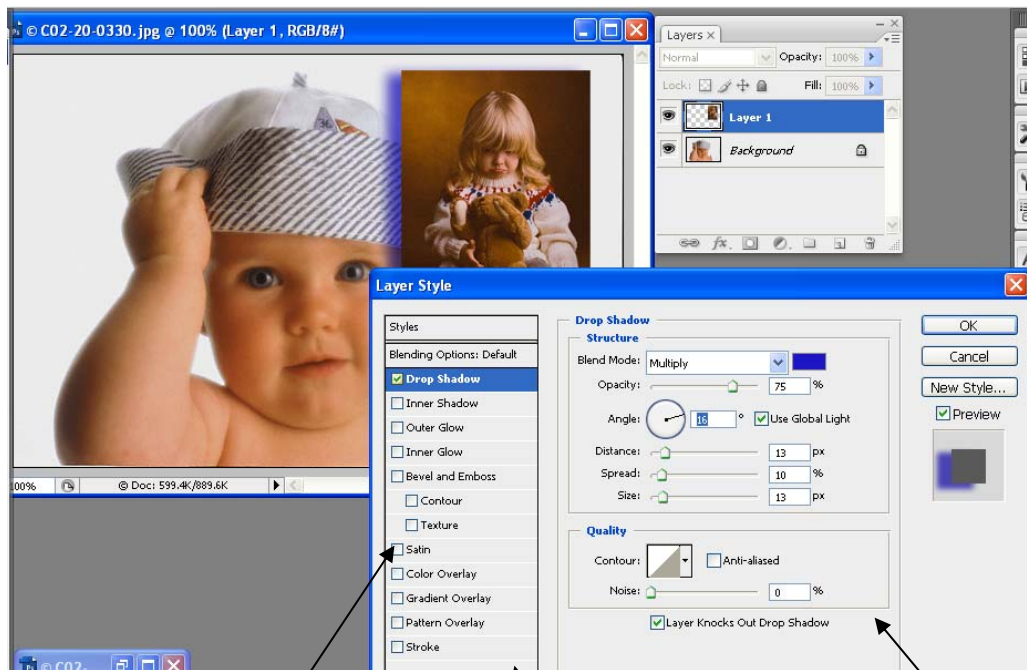 © C02-20-0330.jpg @ 100% (Layer 1, RGB/8#)
36
100%
© Doc: 599.4K/889.6K
Layers ×
Normal
Opacity: 100%
Lock:
Fill: 100%
Layer 1
Background
fx.
Layer Style
Styles
Blending Options: Default
Drop Shadow
Inner Shadow
Outer Glow
Inner Glow
Bevel and Emboss
Contour
Texture
Satin
Color Overlay
Gradient Overlay
Pattern Overlay
Stroke
Drop Shadow
Structure
Blend Mode: Multiply
Opacity: 75 %
Angle: 16 ° Use Global Light
Distance: 13 px
Spread: 10 %
Size: 13 px
Quality
Contour: Anti-aliased
Noise: 0 %
Layer Knocks Out Drop Shadow
OK
Cancel
New Style...
Preview
© C02-...